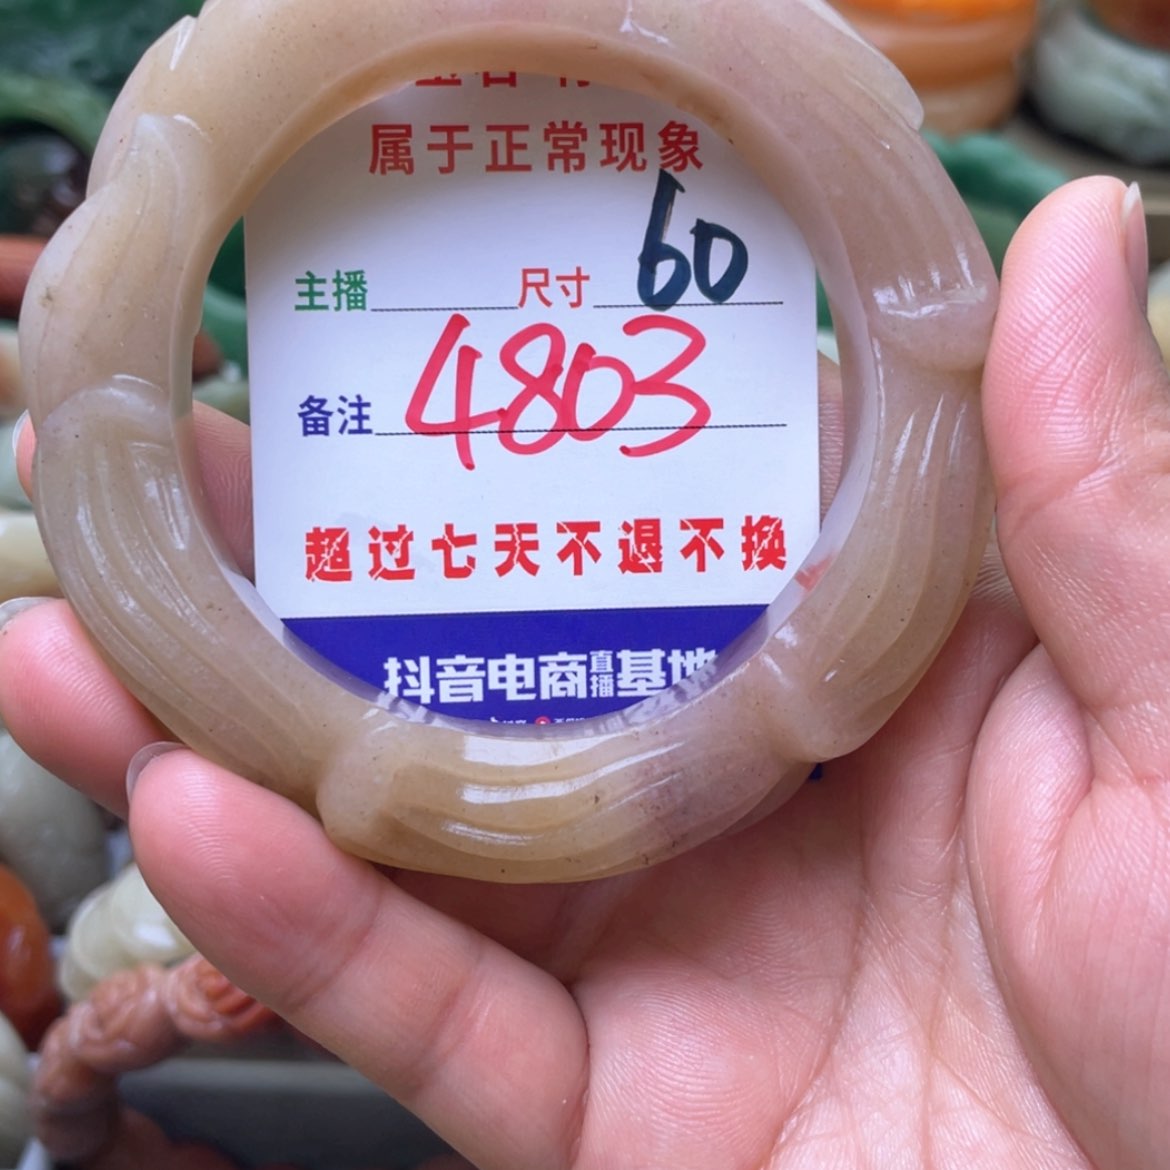 属于正常现象
主播 尺寸 60
备注 4803
超过七天不退不换
抖音电商直播基地